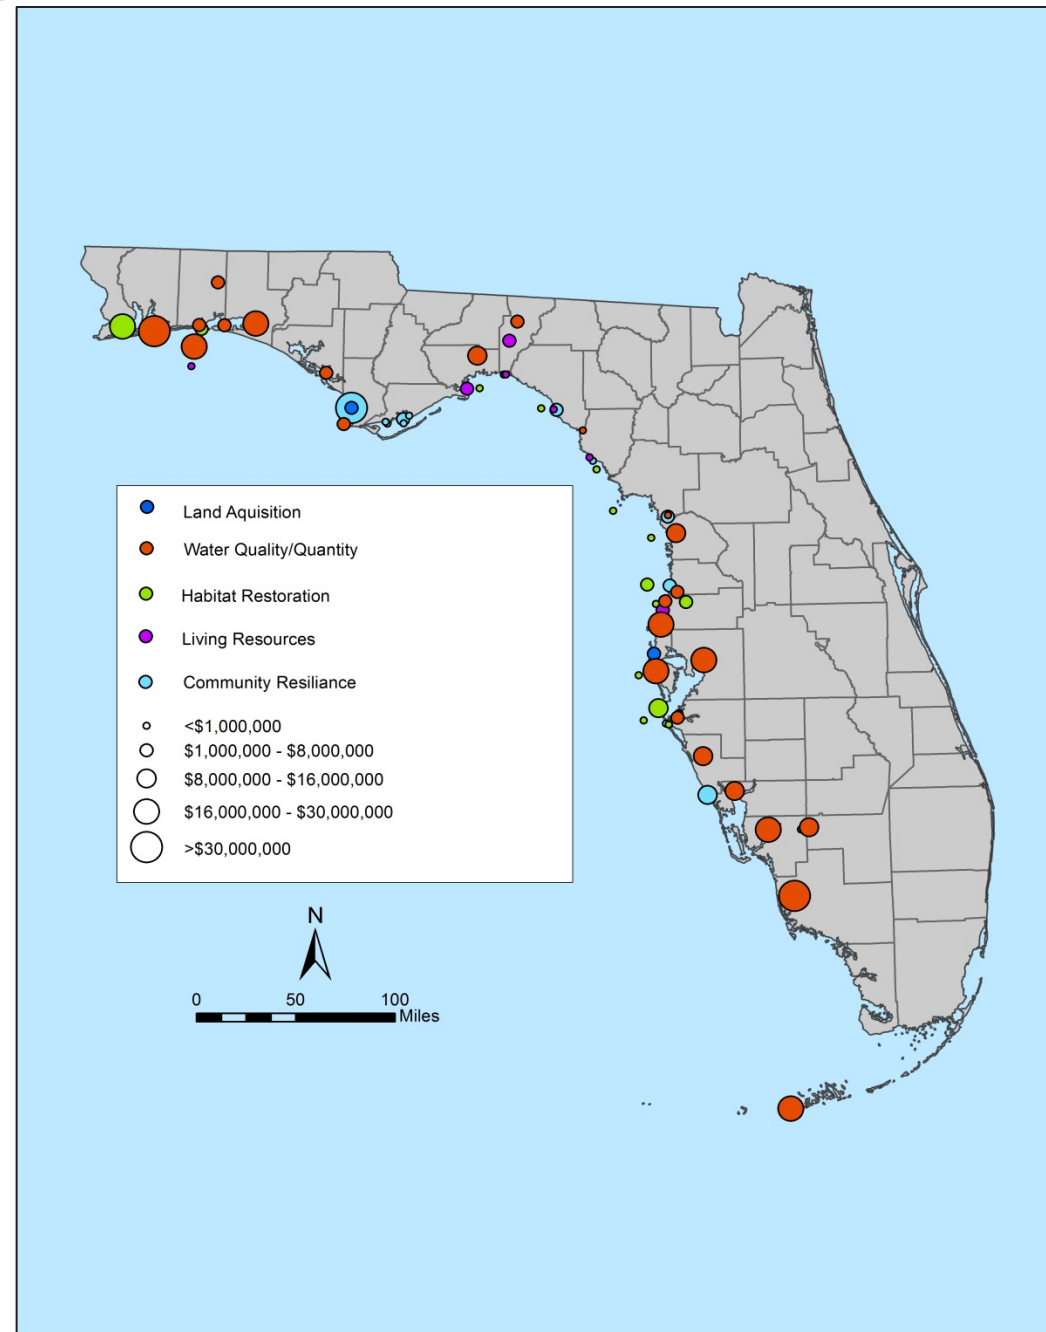 Land Aquisition
Water Quality/Quantity
Habitat Restoration
Living Resources
Community Resiliance
<$1,000,000
$1,000,000 - $8,000,000
$8,000,000 - $16,000,000
$16,000,000 - $30,000,000
>$30,000,000
N
0 50 100
Miles